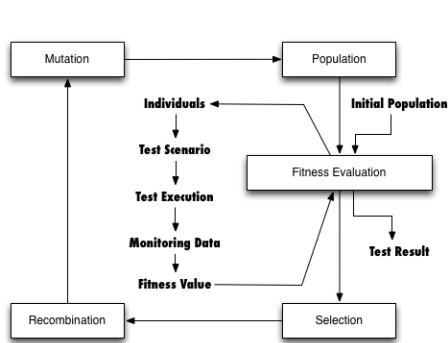 Mutation
Population
Individuals
Initial Population
Test Scenario
Fitness Evaluation
Test Execution
Monitoring Data
Test Result
Fitness Value
Recombination
Selection